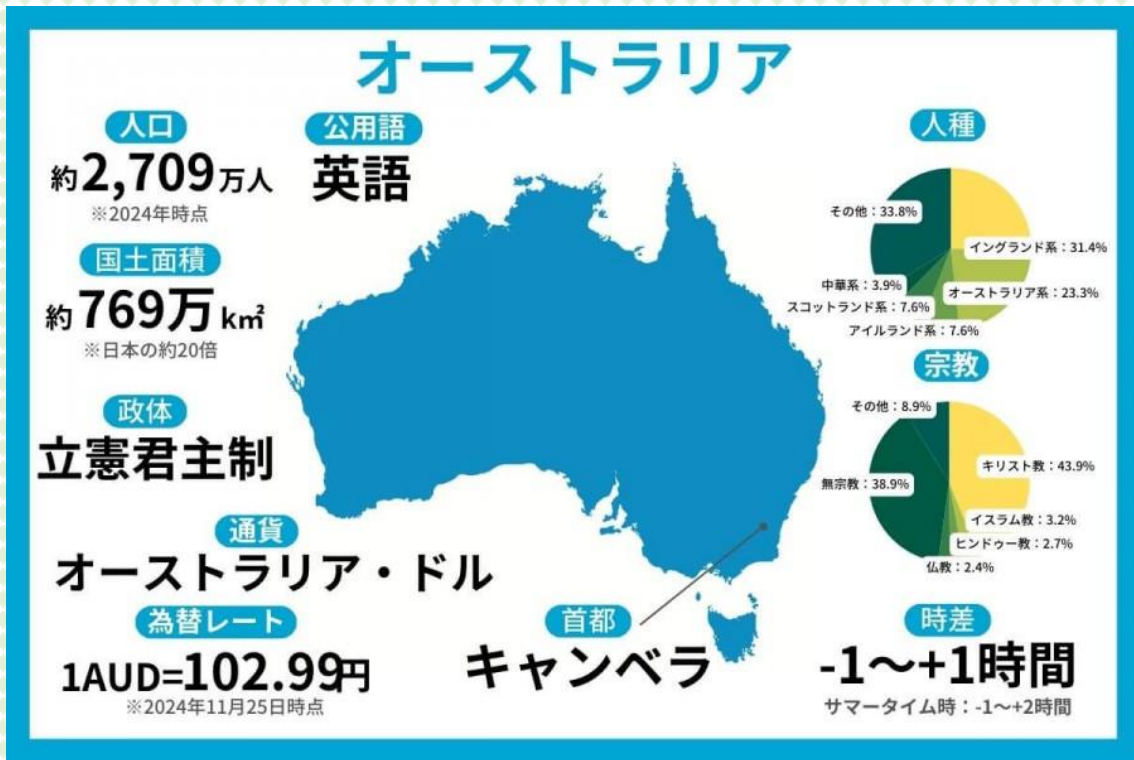 オーストラリア
人口
約2,709万人
※2024年時点
公用語
英語
国土面積
約769万km²
※日本の約20倍
政体
立憲君主制
通貨
オーストラリア・ドル
為替レート
1AUD=102.99円
※2024年11月25日時点
首都
キャンベラ
人種
その他：33.8%
イングランド系：31.4%
中華系：3.9%
オーストラリア系：23.3%
スコットランド系：7.6%
アイルランド系：7.6%
宗教
その他：8.9%
キリスト教：43.9%
無宗教：38.9%
イスラム教：3.2%
ヒンドゥー教：2.7%
仏教：2.4%
時差
-1〜+1時間
サマータイム時：-1〜+2時間